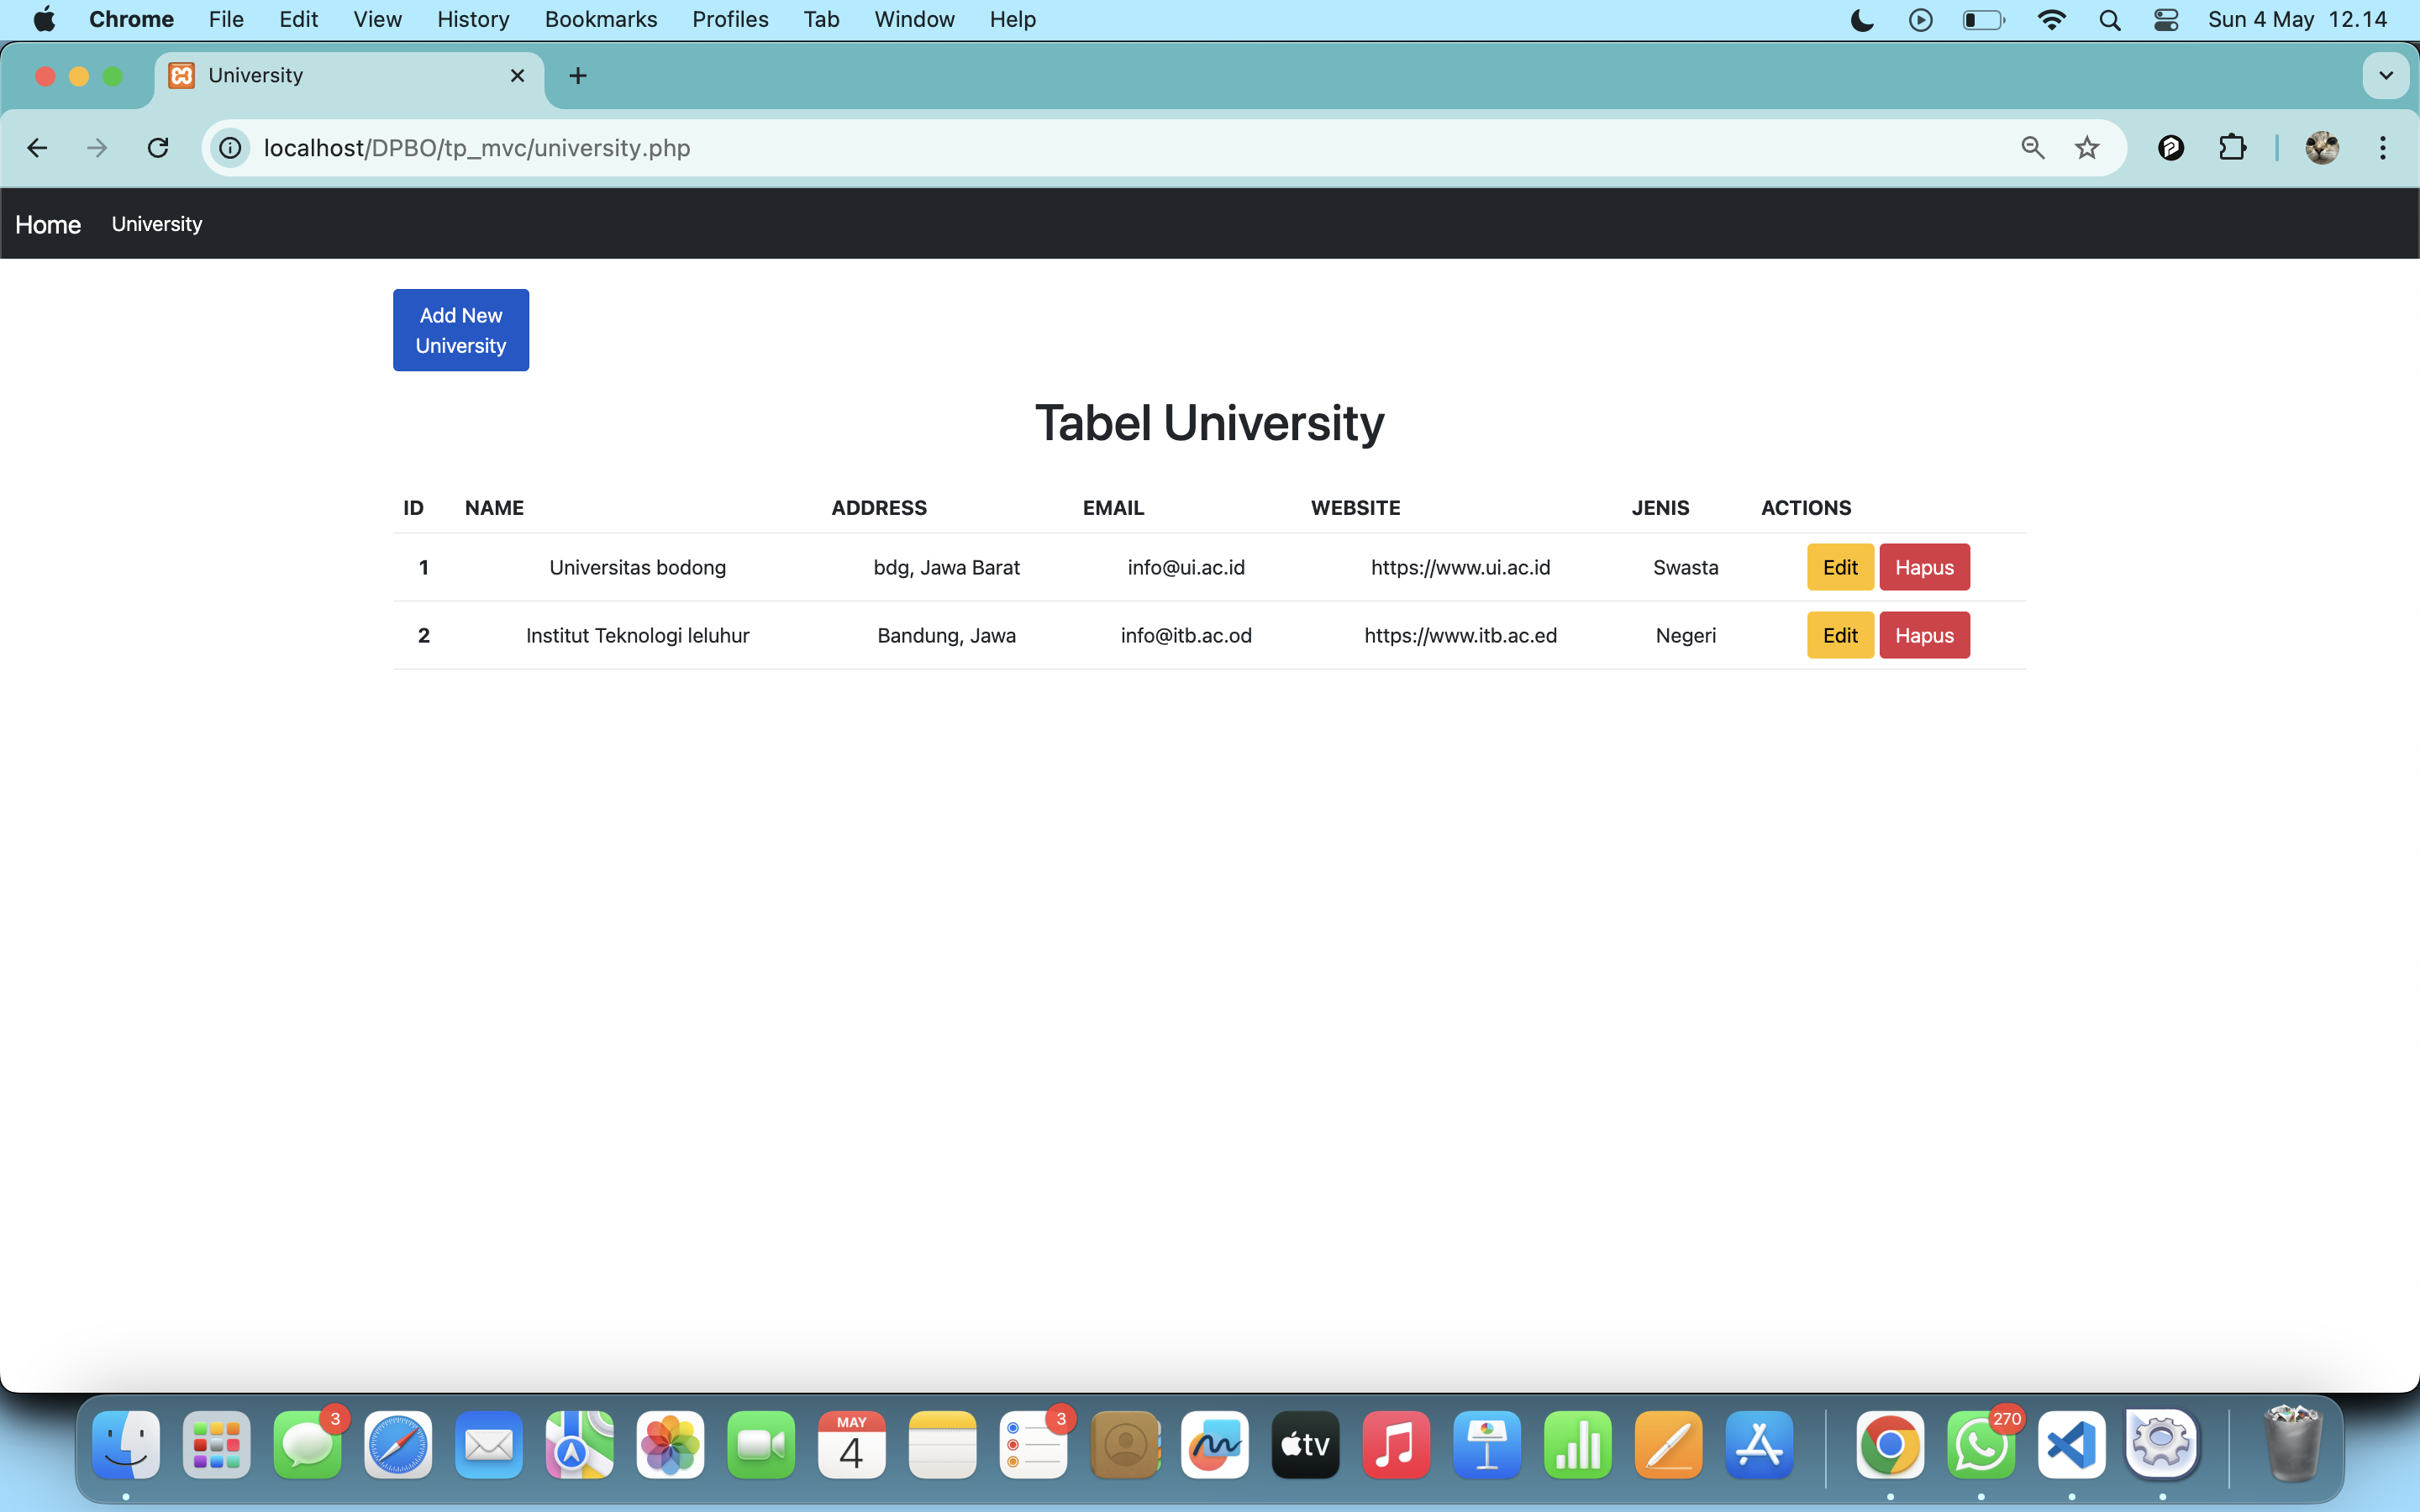 Chrome File Edit View History Bookmarks Profiles Tab Window Help Sun 4 May 12.14
University
localhost/DPBO/tp_mvc/university.php
Home University
Add New
University
Tabel University
ID NAME ADDRESS EMAIL WEBSITE JENIS ACTIONS
1 Universitas bodong bdg, Jawa Barat info@ui.ac.id https://www.ui.ac.id Swasta Edit Hapus
2 Institut Teknologi leluhur Bandung, Jawa info@itb.ac.od https://www.itb.ac.ed Negeri Edit Hapus
3 MAY 3 270
4 tv